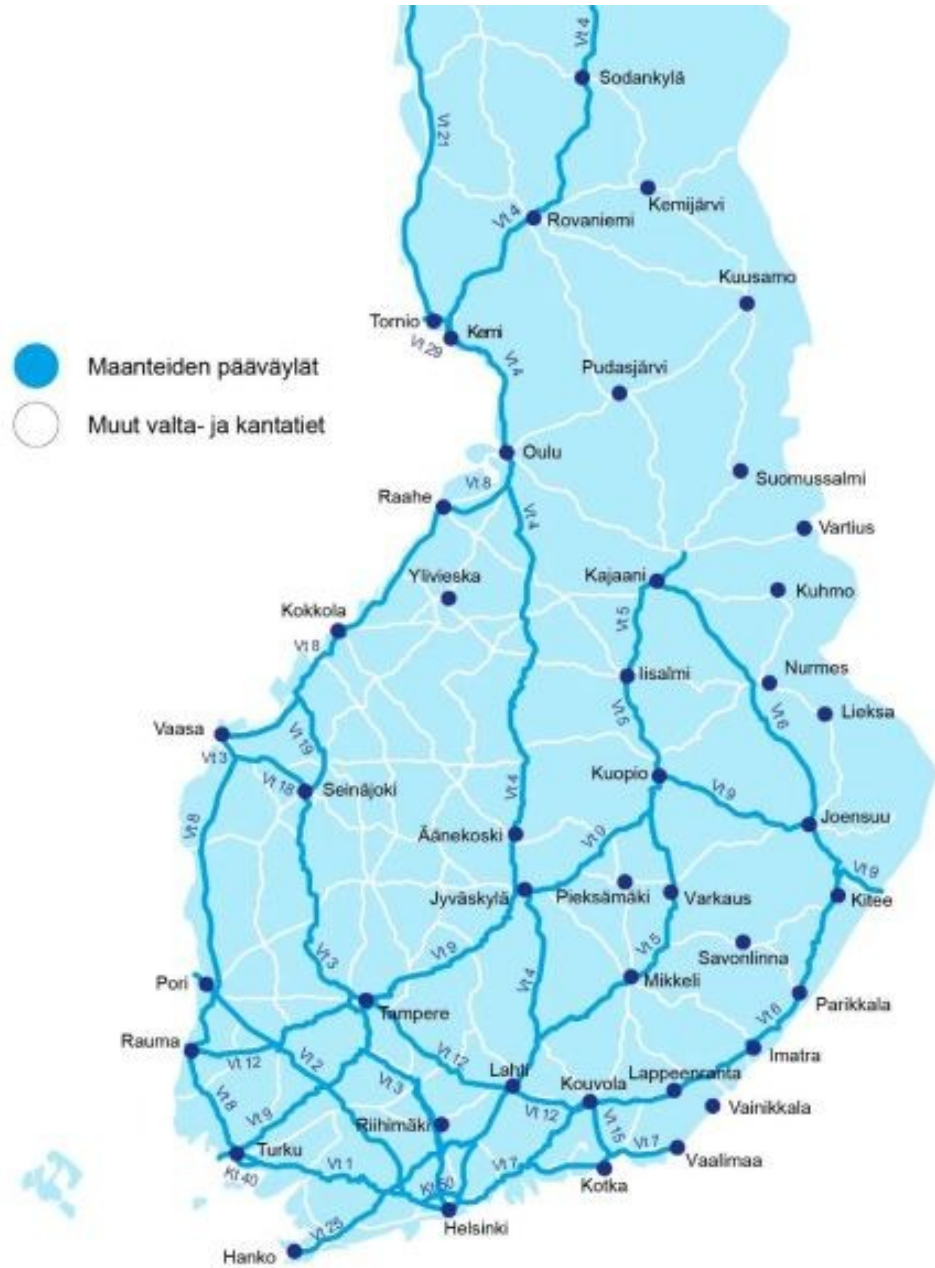 Vt 4
Sodankylä
Vt 21
Kemijärvi
Vt 4
Rovaniemi
Kuusamo
Tornio
Kemi
Vt 29
Maanteiden pääväylät
Vt 4
Pudasjärvi
Muut valta- ja kantatiet
Oulu
Vt 8
Suomussalmi
Raahe
Vt 4
Vartius
Ylivieska
Kajaani
Kuhmo
Kokkola
Vt 5
Vt 8
Iisalmi
Nurmes
Vt 5
Vt 6
Lieksa
Vaasa
Vt 19
Vt 3
Vt 18
Seinäjoki
Kuopio
Vt 4
Vt 9
Joensuu
Vt 8
Äänekoski
Vt 9
Vt 9
Jyväskylä
Pieksämäki
Varkaus
Kitee
Vt 9
Vt 5
Savonlinna
Vt 3
Vt 4
Mikkeli
Pori
Tampere
Parikkala
Vt 6
Rauma
Vt 12
Vt 2
Vt 12
Imatra
Lahti
Kouvola
Lappeenranta
Vt 3
Vt 8
Vt 9
Vt 12
Vainikkala
Riihimäki
Vt 15
Turku
Vt 7
Vaalimaa
Kt 40
Vt 1
Vt 7
Kt 50
Kotka
Helsinki
Vt 25
Hanko